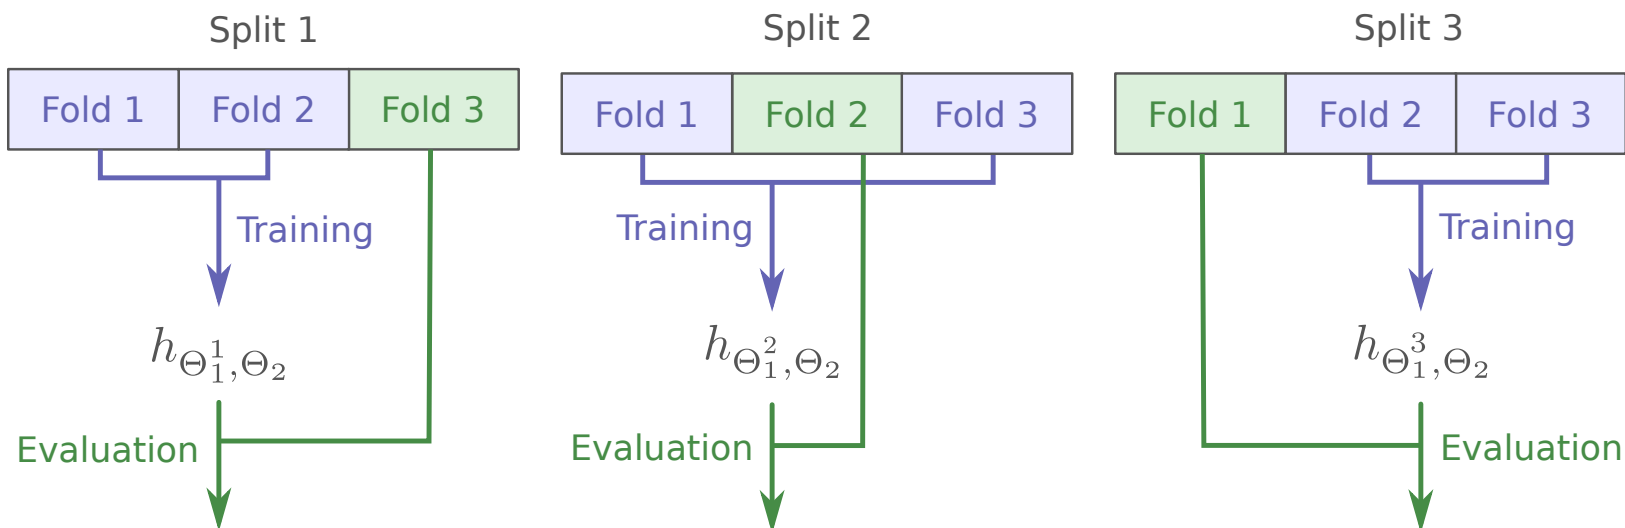 Split 1 Split 2 Split 3
Fold 1 Fold 2 Fold 3 Fold 1 Fold 2 Fold 3 Fold 1 Fold 2 Fold 3
Training Training Training
h_{Θ_1^1,Θ_2} h_{Θ_1^2,Θ_2} h_{Θ_1^3,Θ_2}
Evaluation Evaluation Evaluation